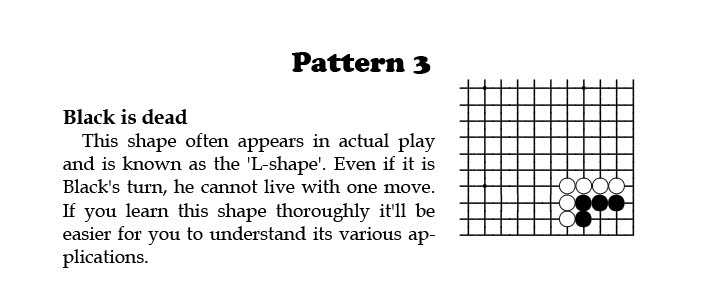 Pattern 3
Black is dead
This shape often appears in actual play
and is known as the 'L-shape'. Even if it is
Black's turn, he cannot live with one move.
If you learn this shape thoroughly it'll be
easier for you to understand its various ap-
plications.